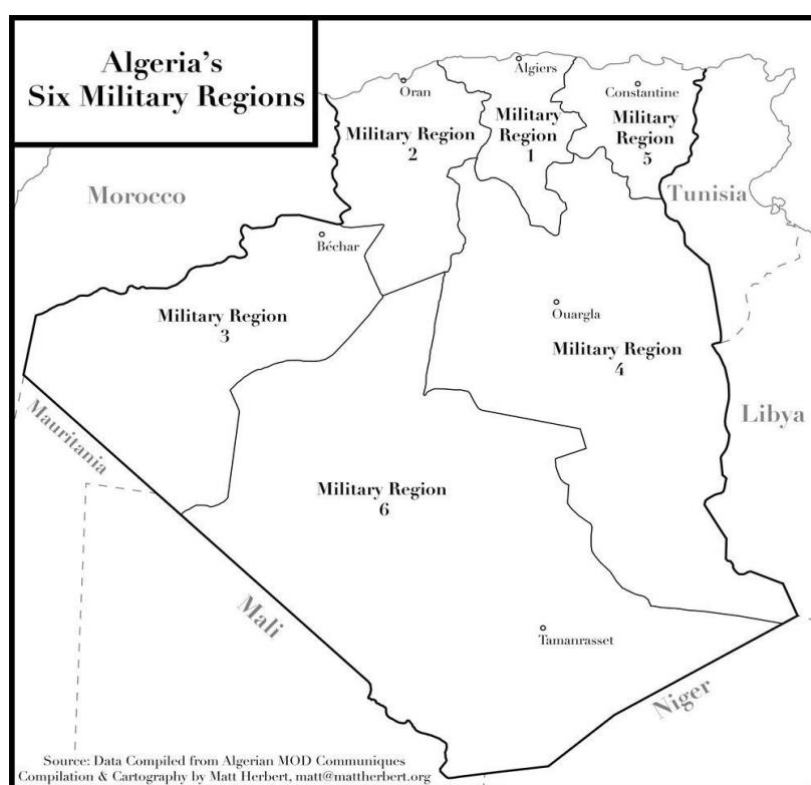 Algeria's
Six Military Regions
Algiers
Oran
Constantine
Military Region
2
Military
Region
1
Military
Region
5
Morocco
Tunisia
Béchar
Military Region
3
Ouargla
Military Region
4
Libya
Mauritania
Military Region
6
Mali
Tamanrasset
Niger
Source: Data Compiled from Algerian MOD Communiques
Compilation & Cartography by Matt Herbert, matt@mattherbert.org